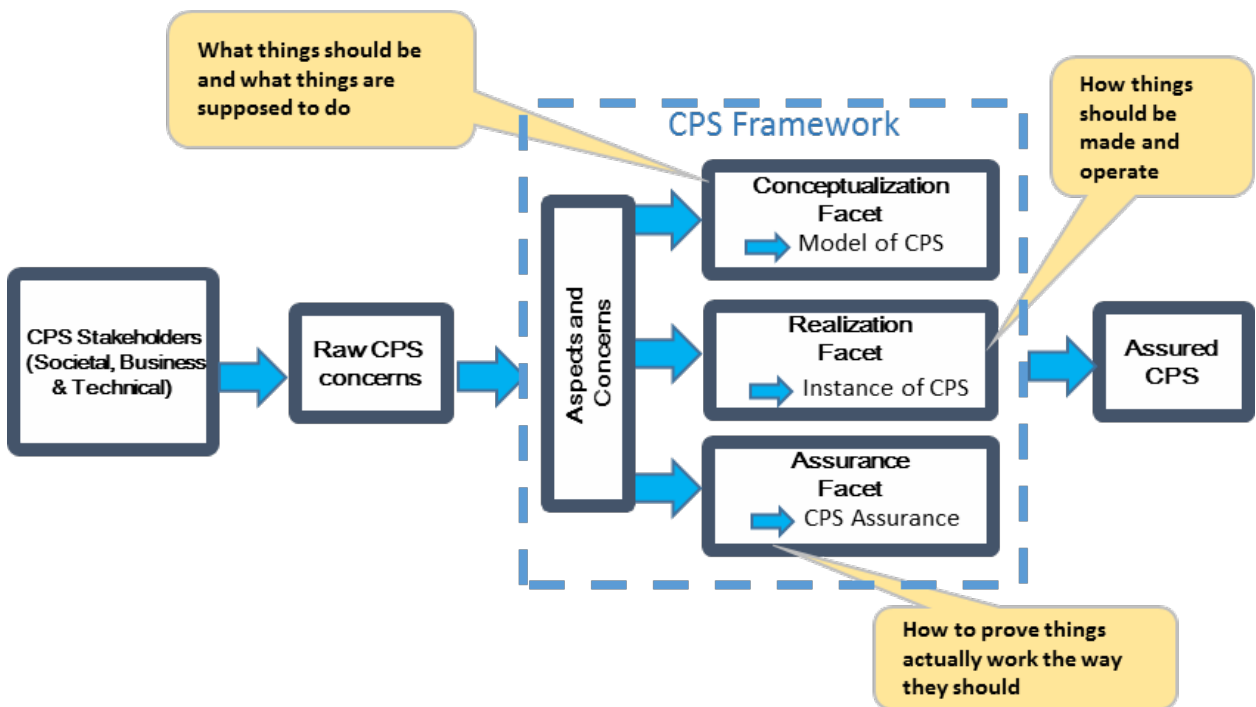 What things should be
and what things are
supposed to do
How things
should be
made and
operate
CPS Framework
Conceptualization
Facet
Model of CPS
CPS Stakeholders
(Societal, Business
& Technical)
Raw CPS
concerns
Aspects and
Concerns
Realization
Facet
Instance of CPS
Assured
CPS
Assurance
Facet
CPS Assurance
How to prove things
actually work the way
they should